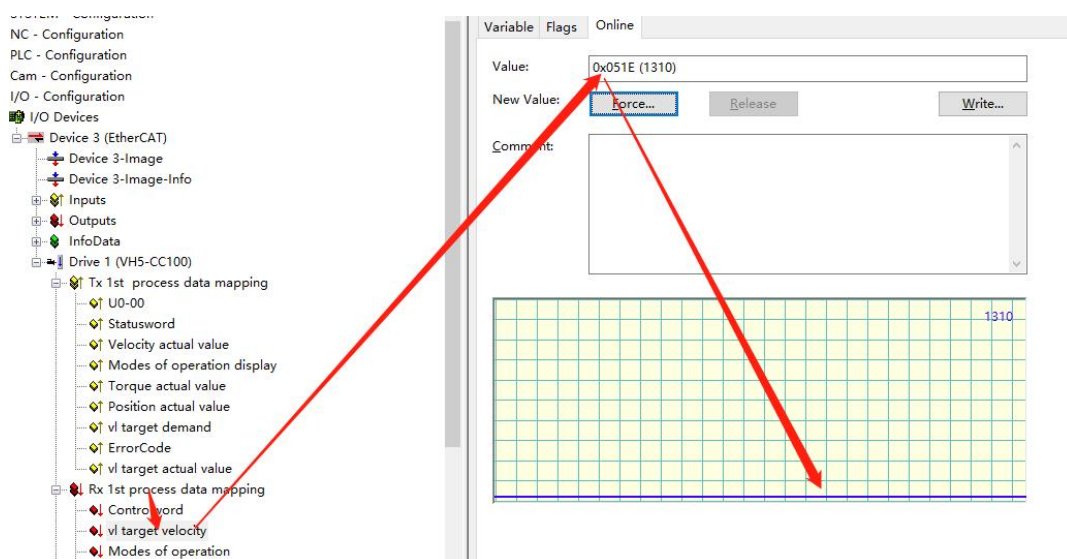 NC - Configuration
PLC - Configuration
Cam - Configuration
I/O - Configuration
I/O Devices
Device 3 (EtherCAT)
Device 3-Image
Device 3-Image-Info
Inputs
Outputs
InfoData
Drive 1 (VH5-CC100)
Tx 1st process data mapping
U0-00
Statusword
Velocity actual value
Modes of operation display
Torque actual value
Position actual value
vl target demand
ErrorCode
vl target actual value
Rx 1st process data mapping
Controlword
vl target velocity
Modes of operation
Variable Flags Online
Value: 0x051E (1310)
New Value: Force... Release Write...
Comment:
1310